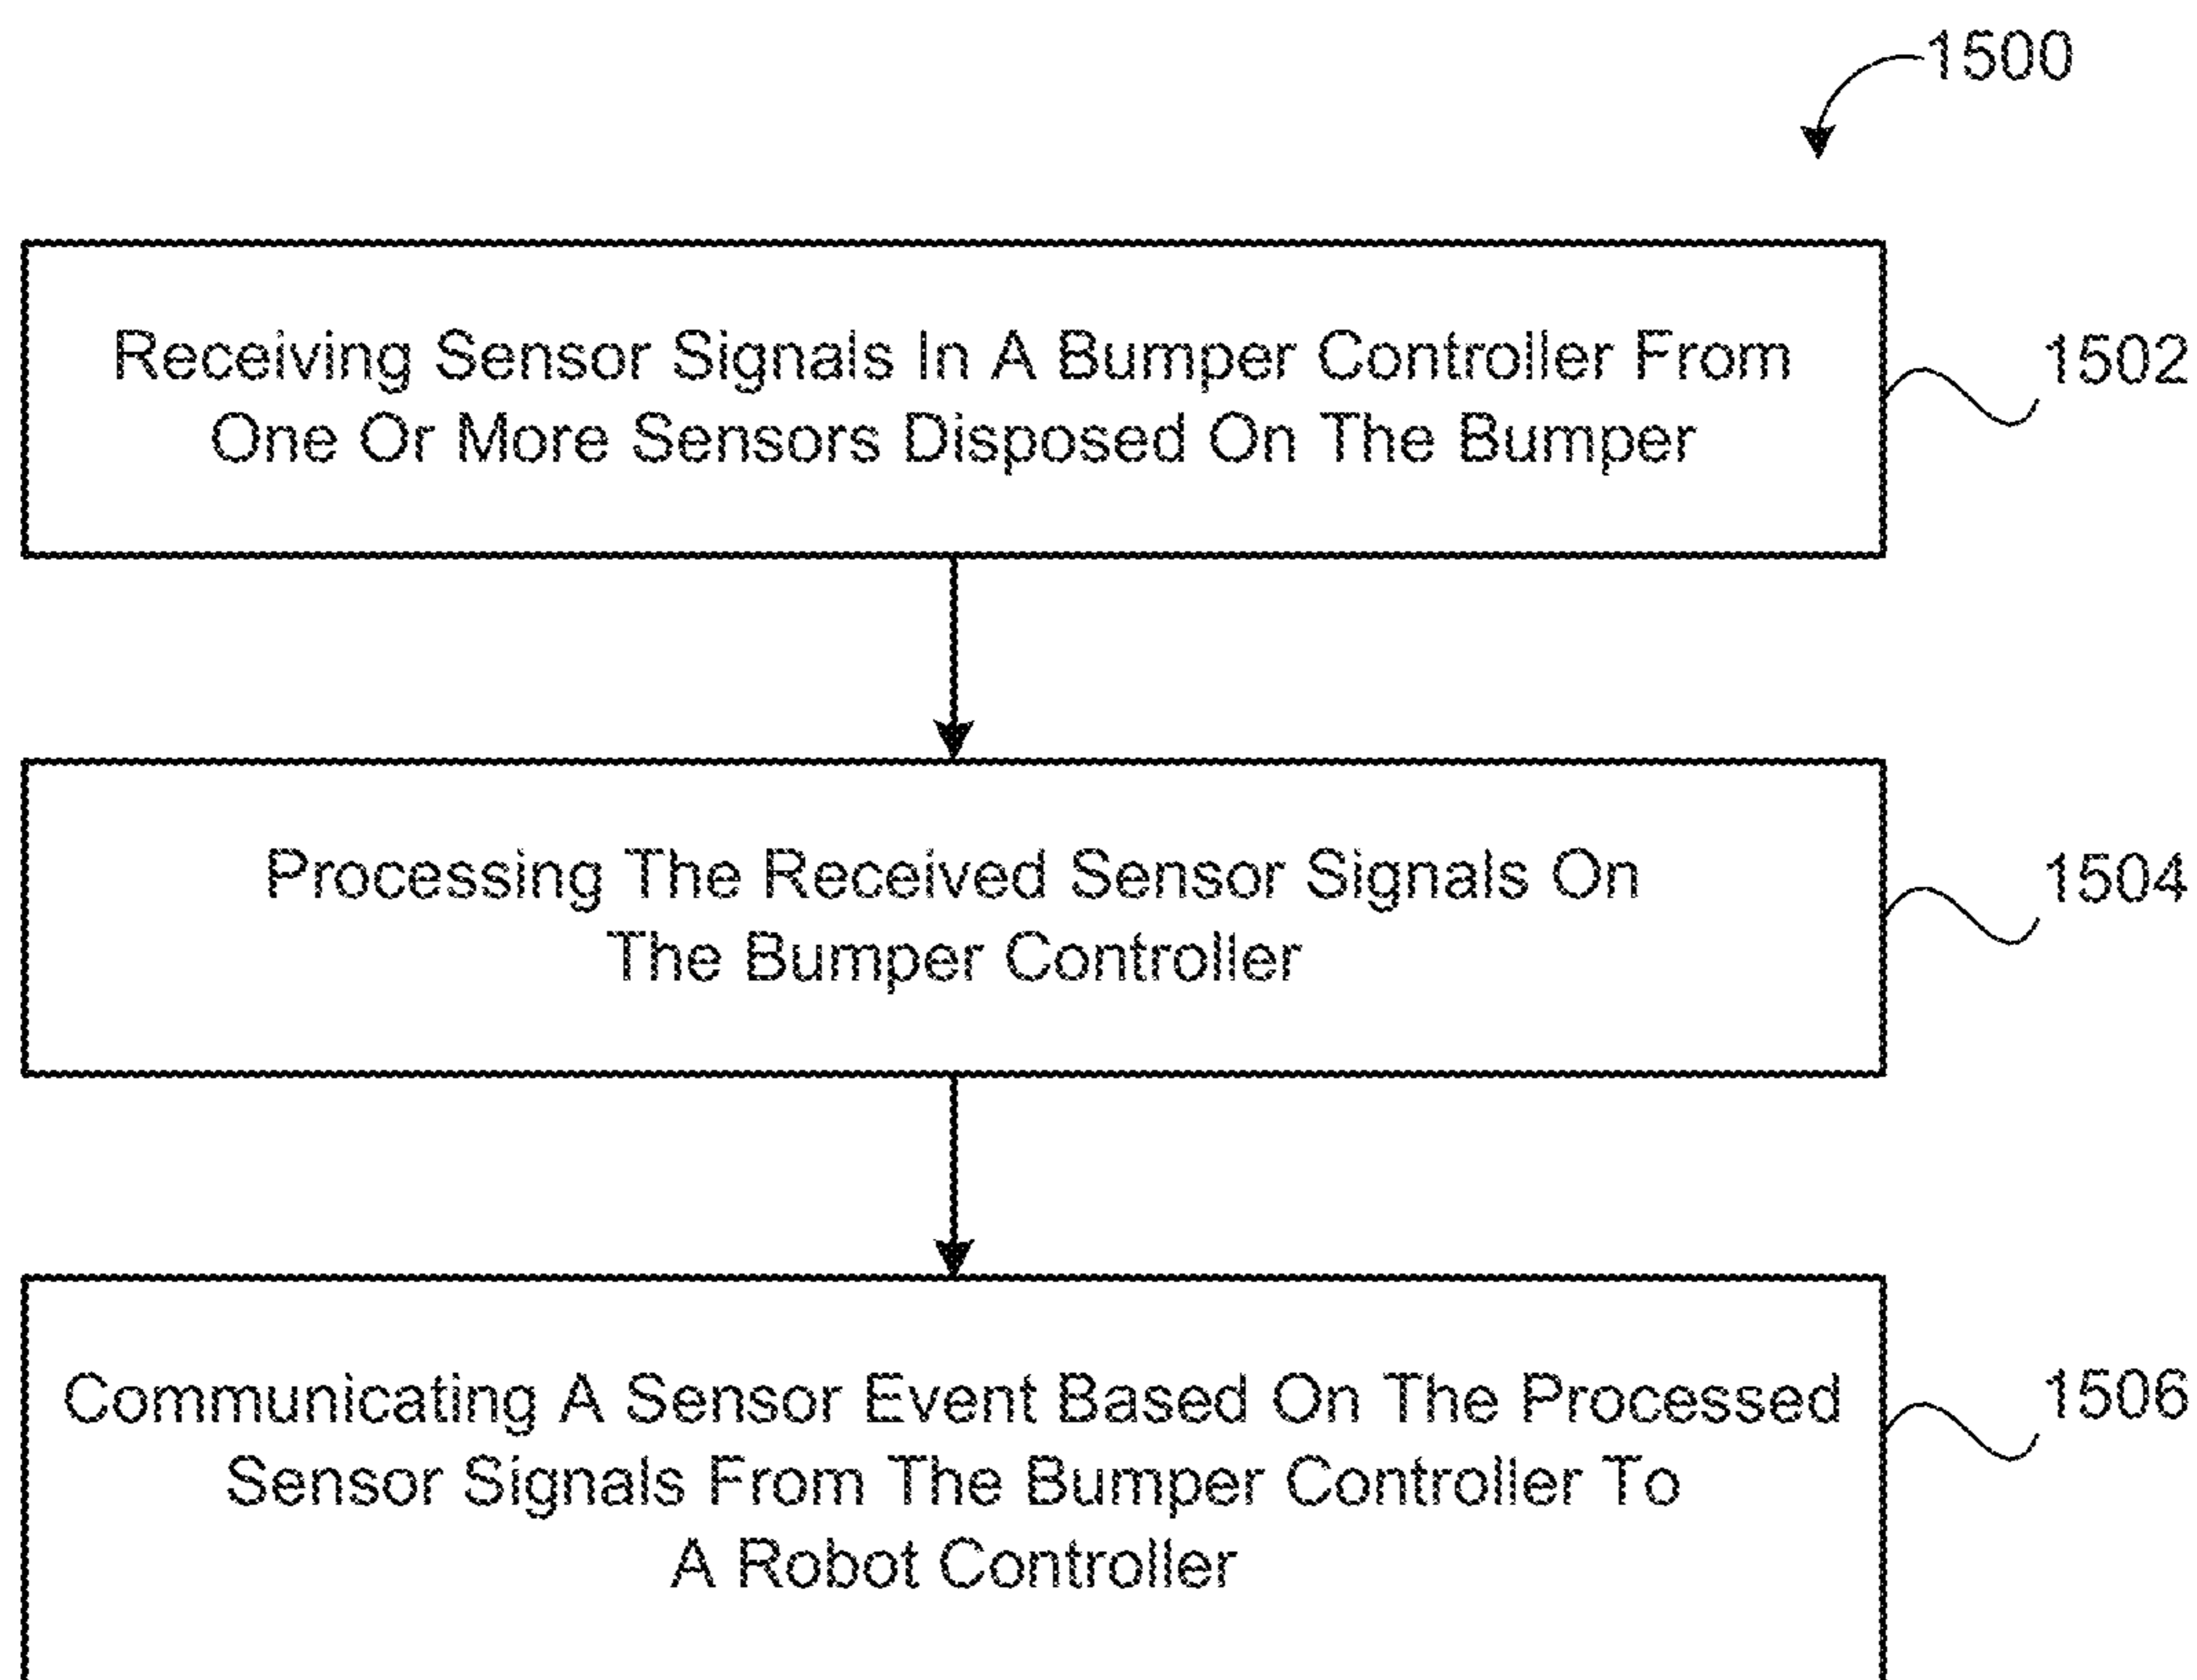 1500
Receiving Sensor Signals In A Bumper Controller From
One Or More Sensors Disposed On The Bumper
1502
Processing The Received Sensor Signals On
The Bumper Controller
1504
Communicating A Sensor Event Based On The Processed
Sensor Signals From The Bumper Controller To
A Robot Controller
1506